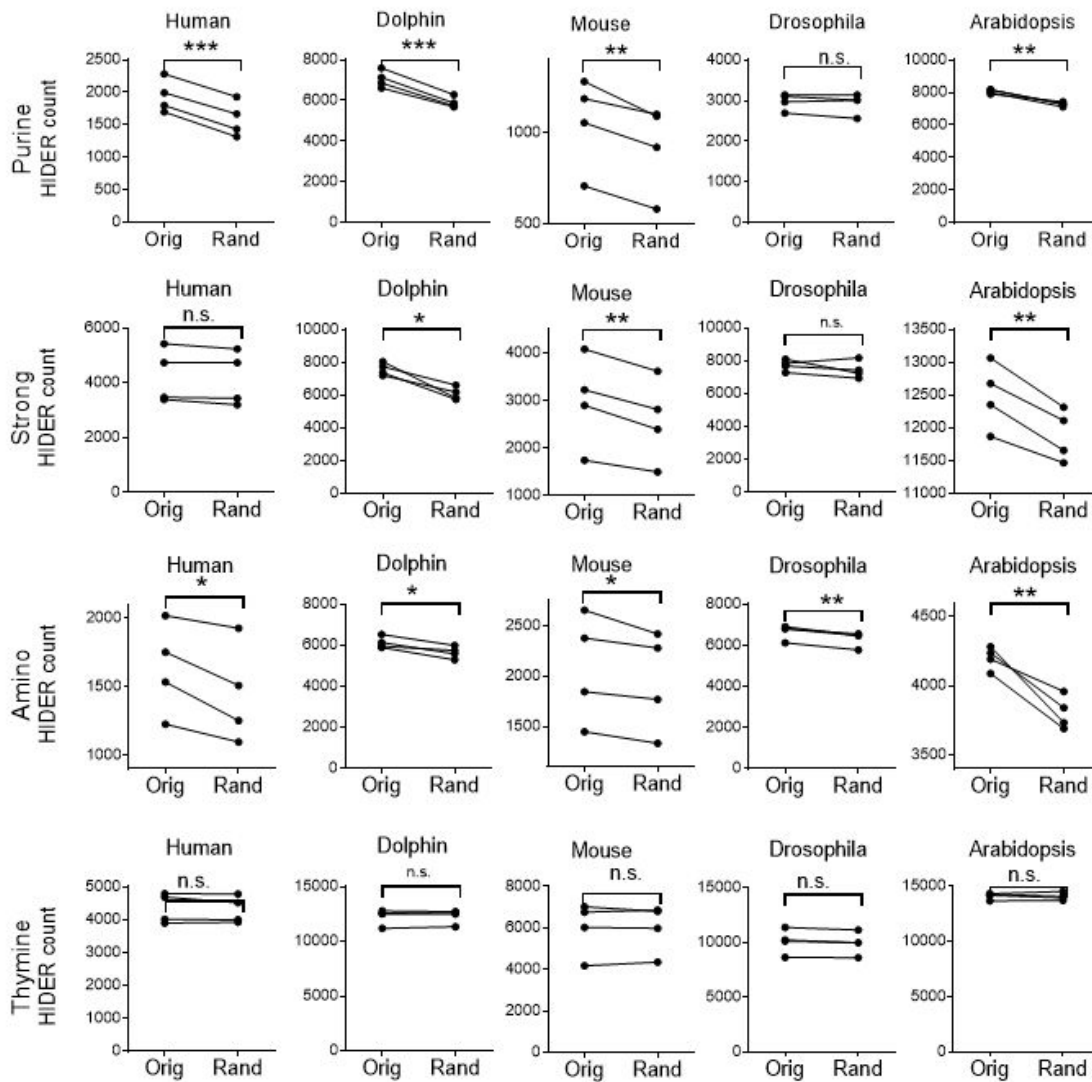 Human
Dolphin
Mouse
Drosophila
Arabidopsis
***
***
**
n.s.
**
Purine
HIDER count
2500
2000
1500
1000
500
0
Orig Rand
8000
6000
4000
2000
0
Orig Rand
1000
500
Orig Rand
4000
3000
2000
1000
0
Orig Rand
10000
8000
6000
4000
2000
0
Orig Rand
Human
Dolphin
Mouse
Drosophila
Arabidopsis
n.s.
*
**
n.s.
**
Strong
HIDER count
6000
4000
2000
0
Orig Rand
10000
8000
6000
4000
2000
0
Orig Rand
4000
3000
2000
1000
Orig Rand
10000
8000
6000
4000
2000
0
Orig Rand
13500
13000
12500
12000
11500
11000
Orig Rand
Human
Dolphin
Mouse
Drosophila
Arabidopsis
*
*
*
**
**
Amino
HIDER count
2000
1500
1000
Orig Rand
8000
6000
4000
2000
0
Orig Rand
2500
2000
1500
Orig Rand
8000
6000
4000
2000
0
Orig Rand
4500
4000
3500
Orig Rand
Human
Dolphin
Mouse
Drosophila
Arabidopsis
n.s.
n.s.
n.s.
n.s.
n.s.
Thymine
HIDER count
5000
4000
3000
2000
1000
0
Orig Rand
15000
10000
5000
0
Orig Rand
8000
6000
4000
2000
0
Orig Rand
15000
10000
5000
0
Orig Rand
15000
10000
5000
0
Orig Rand